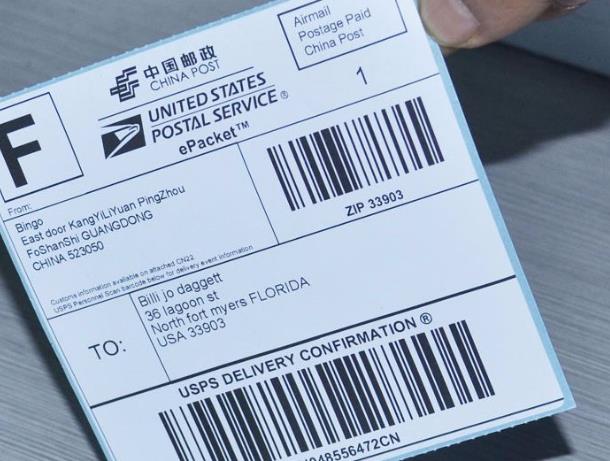 中国邮政
CHINA POST
Airmail
Postage Paid
China Post
UNITED STATES
POSTAL SERVICE®
ePacket™
1
F
ZIP 33903
From:
Bingo
East door KangYiLiYuan PingZhou
FoShanShi GUANGDONG
CHINA 523050
Customs information available on attached CN22
USPS Personnel Scan barcode below for delivery event information
TO:
Billi jo daggett
36 lagoon st
North fort myers FLORIDA
USA 33903
USPS DELIVERY CONFIRMATION ®
048556472CN